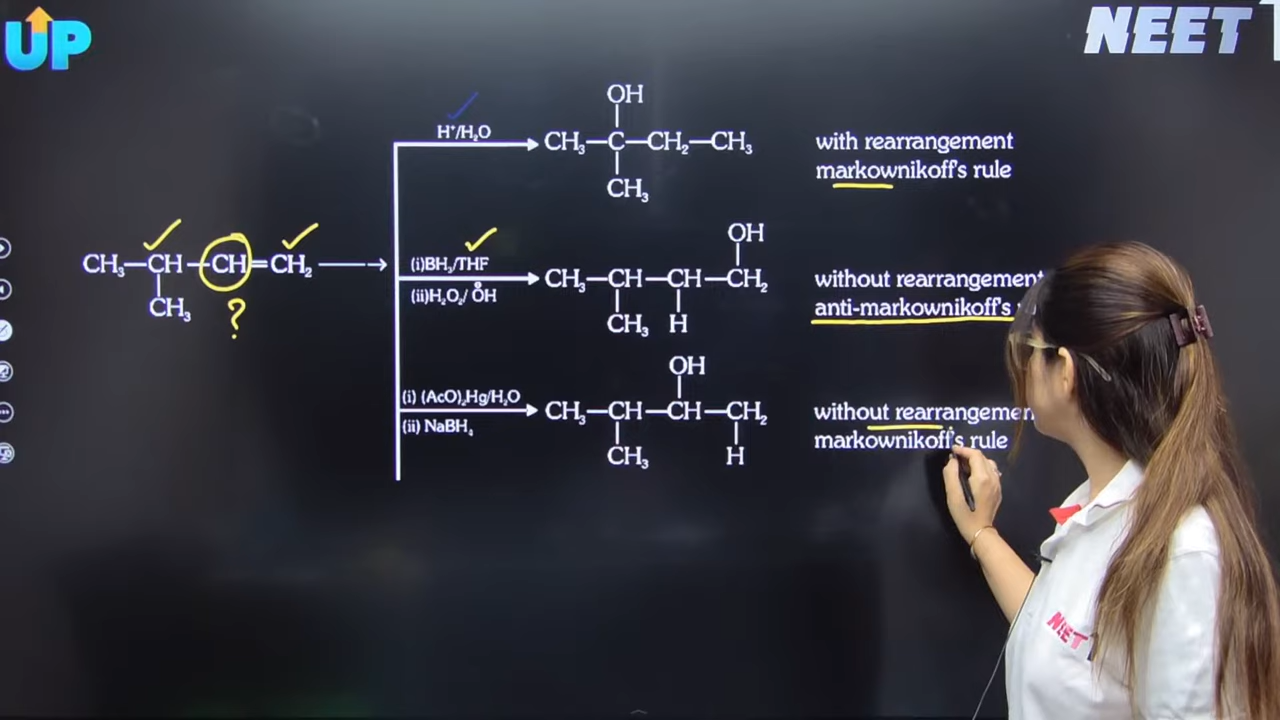 UP
NEET
OH
H⁺/H₂O
CH₃—C—CH₂—CH₃
CH₃
with rearrangement
markownikoff's rule
CH₃—CH—CH=CH₂
CH₃
?
OH
(i)BH₃/THF
(ii)H₂O₂/ OH
CH₃—CH—CH—CH₂
CH₃ H
without rearrangement
anti-markownikoff's
OH
(i) (AcO)₂Hg/H₂O
(ii) NaBH₄
CH₃—CH—CH—CH₂
CH₃ H
without
markownikoff's rule
NEET